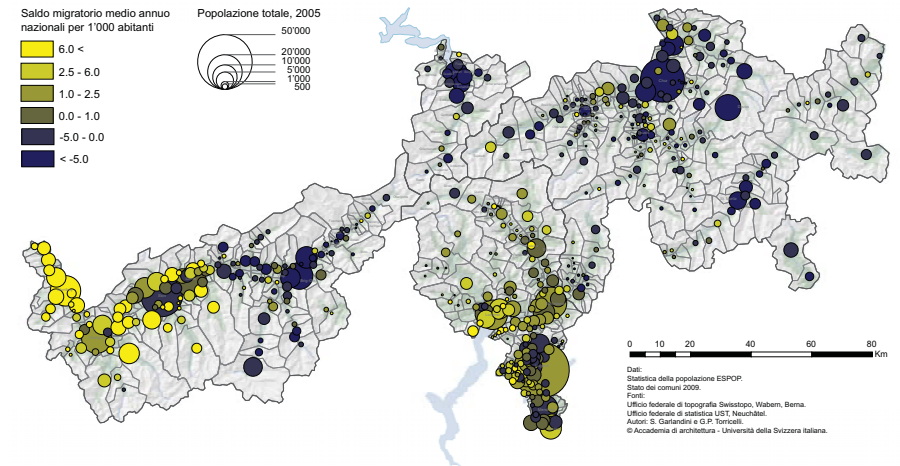 Saldo migratorio medio annuo
nazionali per 1'000 abitanti
6.0 <
2.5 - 6.0
1.0 - 2.5
0.0 - 1.0
-5.0 - 0.0
< -5.0
Popolazione totale, 2005
50'000
20'000
10'000
5'000
1'000
500
0 10 20 40 60 80
Km
Dati:
Statistica della popolazione ESPOP.
Stato dei comuni 2009.
Fonti:
Ufficio federale di topografia Swisstopo, Wabern, Berna.
Ufficio federale di statistica UST, Neuchâtel.
Autori: S. Garlandini e G.P. Torricelli.
© Accademia di architettura - Università della Svizzera italiana.